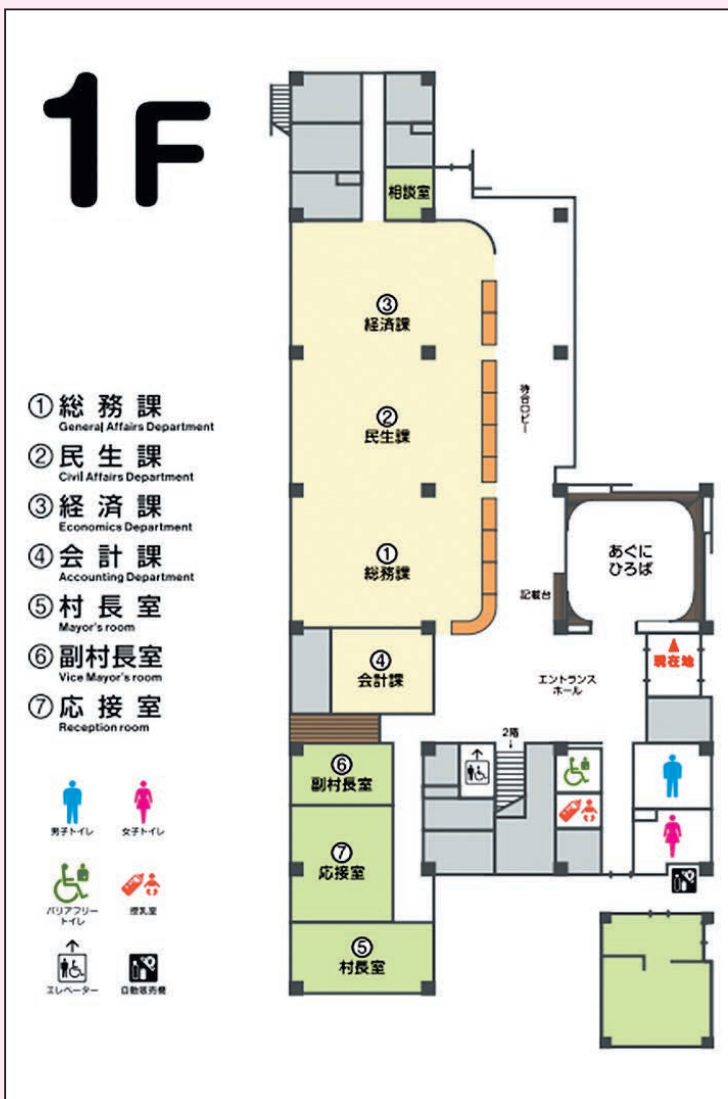 1F
① 総務課
General Affairs Department
② 民生課
Civil Affairs Department
③ 経済課
Economics Department
④ 会計課
Accounting Department
⑤ 村長室
Mayor's room
⑥ 副村長室
Vice Mayor's room
⑦ 応接室
Reception room
男子トイレ
女子トイレ
バリアフリー
トイレ
授乳室
エレベーター
自動販売機
相談室
③
経済課
②
民生課
待合ロビー
①
総務課
あぐに
ひろば
記載台
現在地
④
会計課
エントランス
ホール
2階
⑥
副村長室
⑦
応接室
⑤
村長室